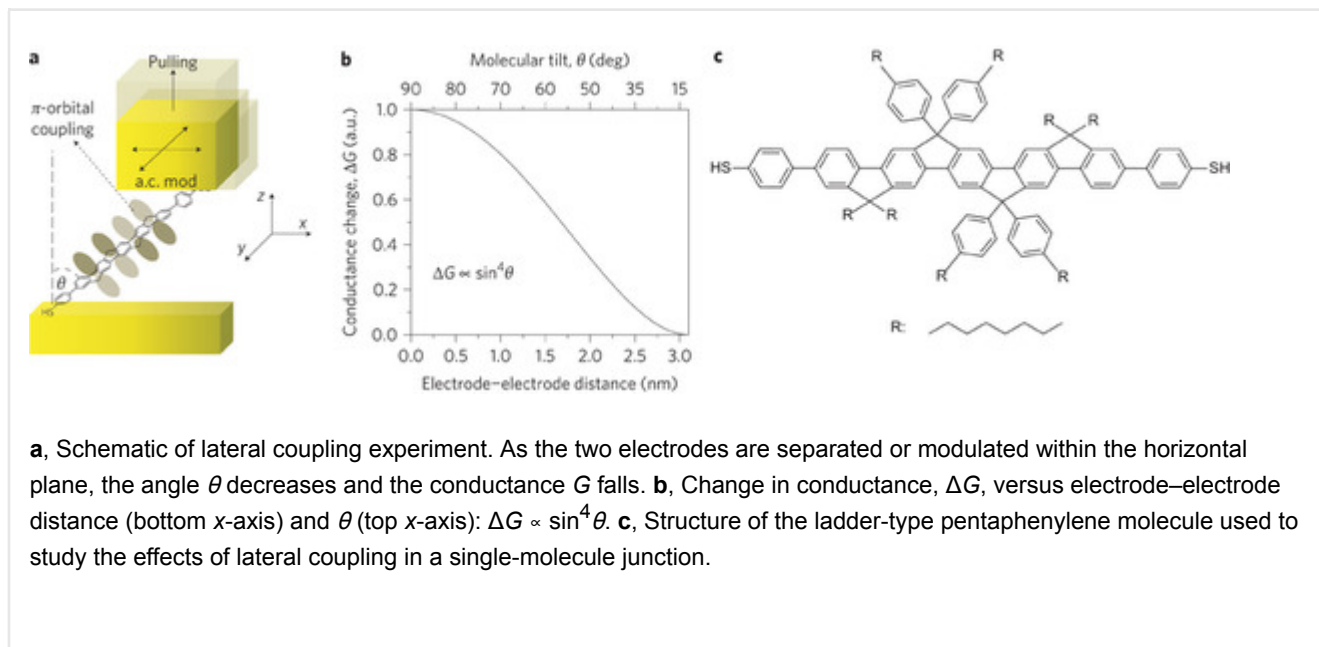 a
Pulling
π-orbital
coupling
a.c. mod
z
x
y
θ
HS
b
Molecular tilt, θ (deg)
90 80 70 60 50 35 15
1.0
0.8
0.6
0.4
0.2
0.0
Conductance change, ΔG (a.u.)
ΔG ∝ sin⁴θ
0.0 0.5 1.0 1.5 2.0 2.5 3.0
Electrode–electrode distance (nm)
c
R R
R R
HS SH
R R
R R
R:
a, Schematic of lateral coupling experiment. As the two electrodes are separated or modulated within the horizontal
plane, the angle θ decreases and the conductance G falls. b, Change in conductance, ΔG, versus electrode–electrode
distance (bottom x-axis) and θ (top x-axis): ΔG ∝ sin⁴θ. c, Structure of the ladder-type pentaphenylene molecule used to
study the effects of lateral coupling in a single-molecule junction.